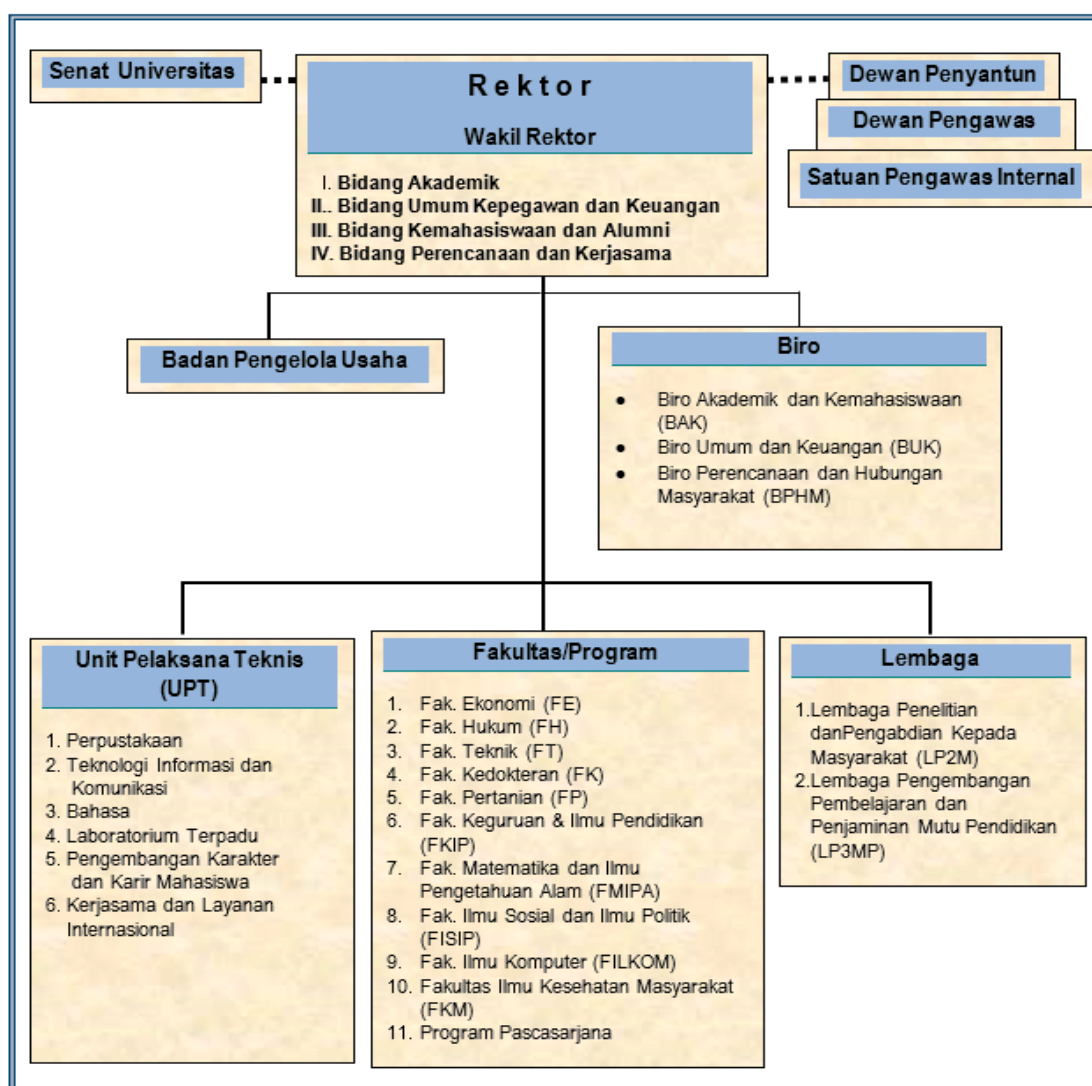 Senat Universitas
Rektor
Wakil Rektor
I. Bidang Akademik
II.. Bidang Umum Kepegawan dan Keuangan
III. Bidang Kemahasiswaan dan Alumni
IV. Bidang Perencanaan dan Kerjasama
Dewan Penyantun
Dewan Pengawas
Satuan Pengawas Internal
Badan Pengelola Usaha
Biro
● Biro Akademik dan Kemahasiswaan
(BAK)
● Biro Umum dan Keuangan (BUK)
● Biro Perencanaan dan Hubungan
Masyarakat (BPHM)
Unit Pelaksana Teknis
(UPT)
1. Perpustakaan
2. Teknologi Informasi dan
Komunikasi
3. Bahasa
4. Laboratorium Terpadu
5. Pengembangan Karakter
dan Karir Mahasiswa
6. Kerjasama dan Layanan
Internasional
Fakultas/Program
1. Fak. Ekonomi (FE)
2. Fak. Hukum (FH)
3. Fak. Teknik (FT)
4. Fak. Kedokteran (FK)
5. Fak. Pertanian (FP)
6. Fak. Keguruan & Ilmu Pendidikan
(FKIP)
7. Fak. Matematika dan Ilmu
Pengetahuan Alam (FMIPA)
8. Fak. Ilmu Sosial dan Ilmu Politik
(FISIP)
9. Fak. Ilmu Komputer (FILKOM)
10. Fakultas Ilmu Kesehatan Masyarakat
(FKM)
11. Program Pascasarjana
Lembaga
1.Lembaga Penelitian
danPengabdian Kepada
Masyarakat (LP2M)
2.Lembaga Pengembangan
Pembelajaran dan
Penjaminan Mutu Pendidikan
(LP3MP)